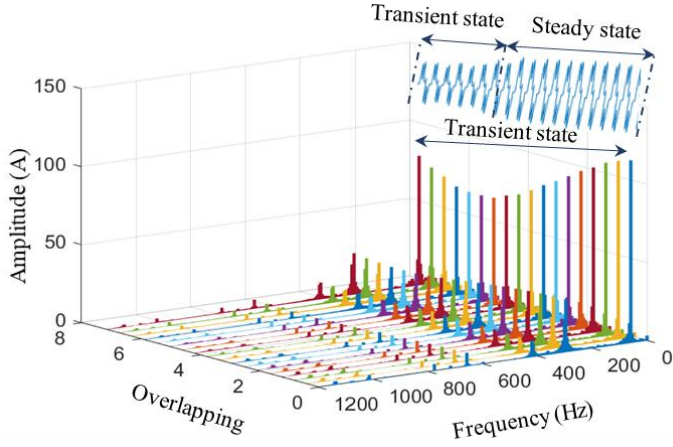 Transient state
Steady state
Transient state
150
100
50
0
Amplitude (A)
8
6
4
2
0
Overlapping
1200
1000
800
600
400
200
0
Frequency (Hz)